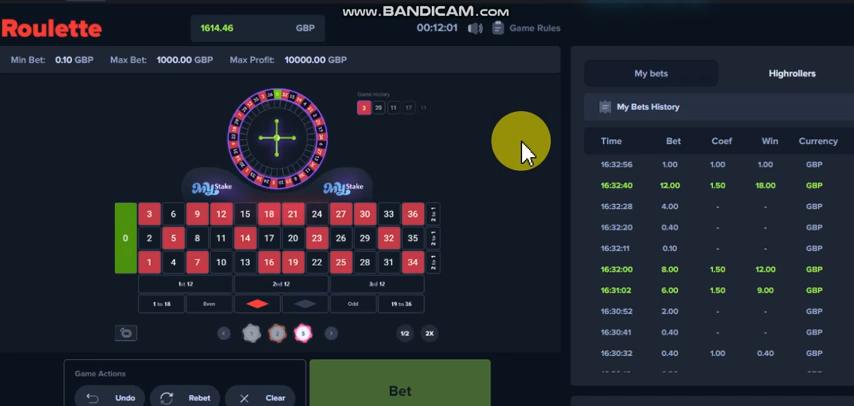 www.BANDICAM.com
Roulette
1614.46 GBP
00:12:01
Game Rules
Min Bet: 0.10 GBP Max Bet: 1000.00 GBP Max Profit: 10000.00 GBP
My bets Highrollers
Game History
3 20 11 17 11
My Bets History
Time Bet Coef Win Currency
16:32:56 1.00 1.00 1.00 GBP
16:32:40 12.00 1.50 18.00 GBP
16:32:28 4.00 - - GBP
16:32:20 0.40 - - GBP
16:32:11 0.10 - - GBP
16:32:00 8.00 1.50 12.00 GBP
16:31:02 6.00 1.50 9.00 GBP
16:30:52 2.00 - - GBP
16:30:41 0.40 - - GBP
16:30:32 0.40 1.00 0.40 GBP
MyStake MyStake
3 6 9 12 15 18 21 24 27 30 33 36 2 to 1
0 2 5 8 11 14 17 20 23 26 29 32 35 2 to 1
1 4 7 10 13 16 19 22 25 28 31 34 2 to 1
1st 12 2nd 12 3rd 12
1 to 18 Even Odd 19 to 36
1/2 2X
Game Actions
Undo Rebet Clear
Bet